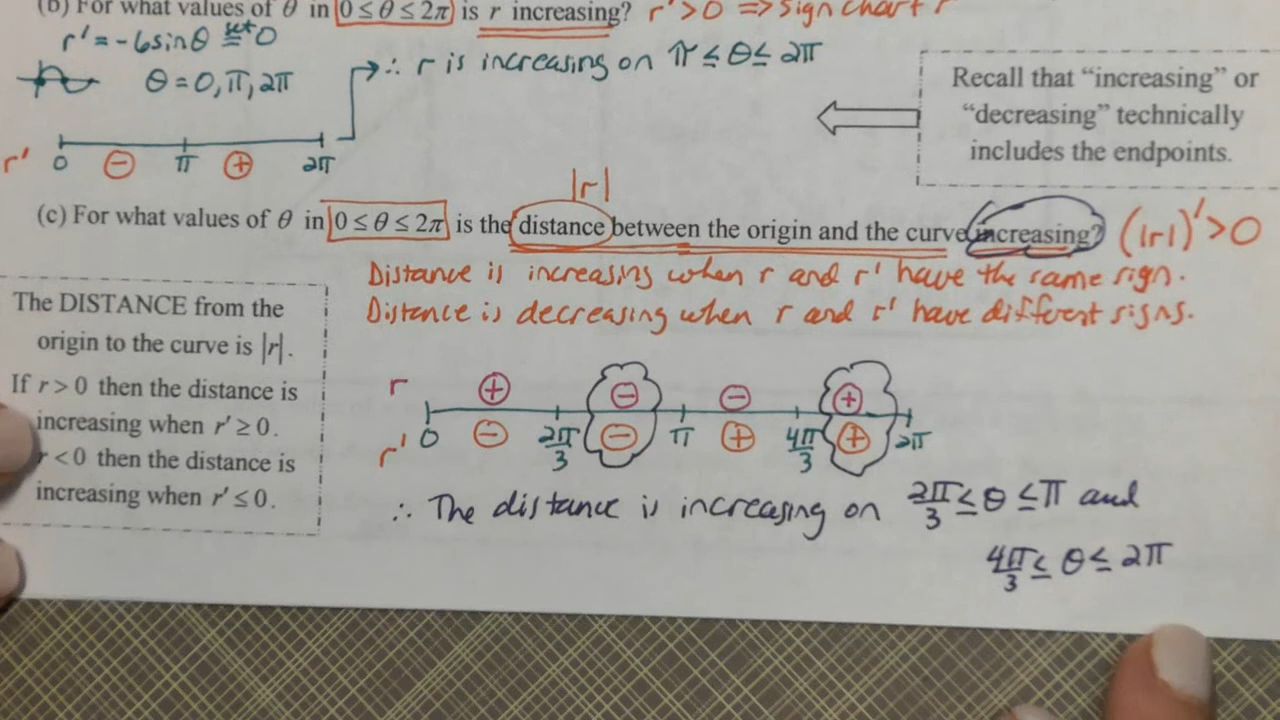 (b) For what values of θ in 0 ≤ θ ≤ 2π is r increasing? r' > 0 => sign chart r'
r' = -6sinθ set = 0
θ = 0, π, 2π
∴ r is increasing on π ≤ θ ≤ 2π
r' 0 - π + 2π
Recall that “increasing” or
“decreasing” technically
includes the endpoints.
|r|
(c) For what values of θ in 0 ≤ θ ≤ 2π is the distance between the origin and the curve increasing? (|r|)' > 0
Distance is increasing when r and r' have the same sign.
Distance is decreasing when r and r' have different signs.
The DISTANCE from the
origin to the curve is |r|.
If r > 0 then the distance is
increasing when r' ≥ 0.
r < 0 then the distance is
increasing when r' ≤ 0.
r + - - +
r' 0 - 2π/3 - π + 4π/3 + 2π
∴ The distance is increasing on 2π/3 ≤ θ ≤ π and
4π/3 ≤ θ ≤ 2π